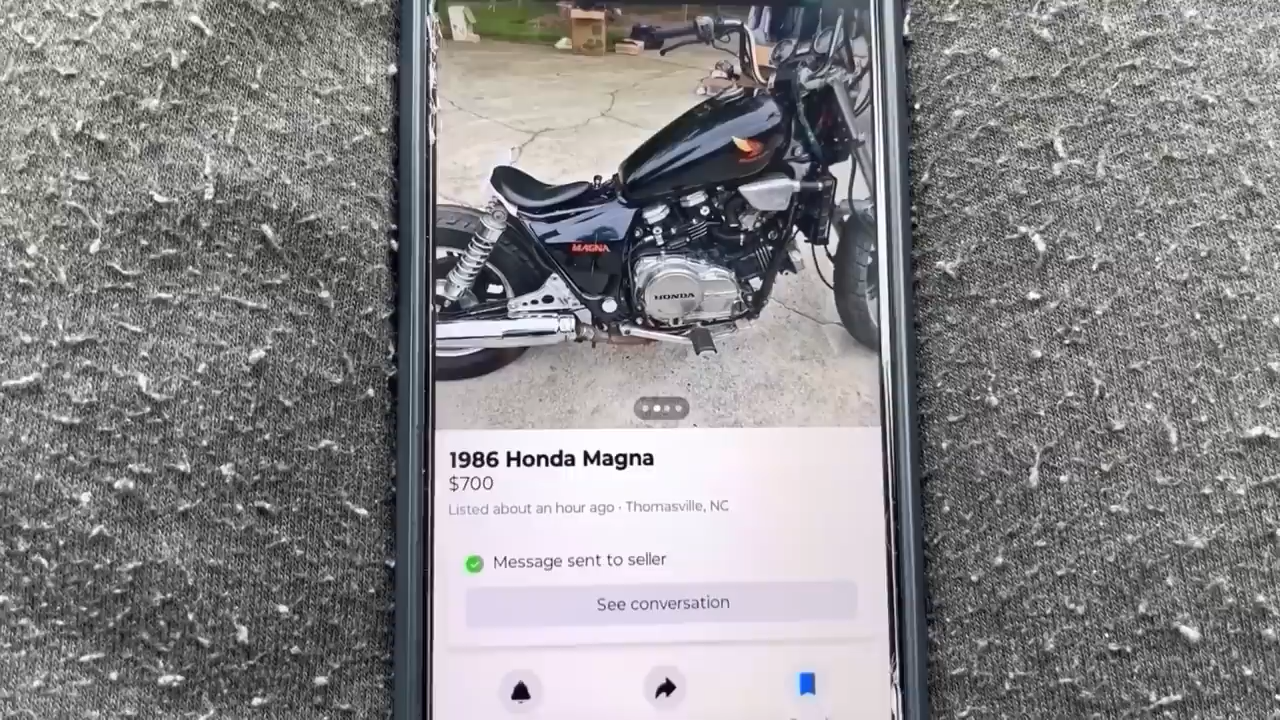 MAGNA
HONDA
1986 Honda Magna
$700
Listed about an hour ago · Thomasville, NC
Message sent to seller
See conversation